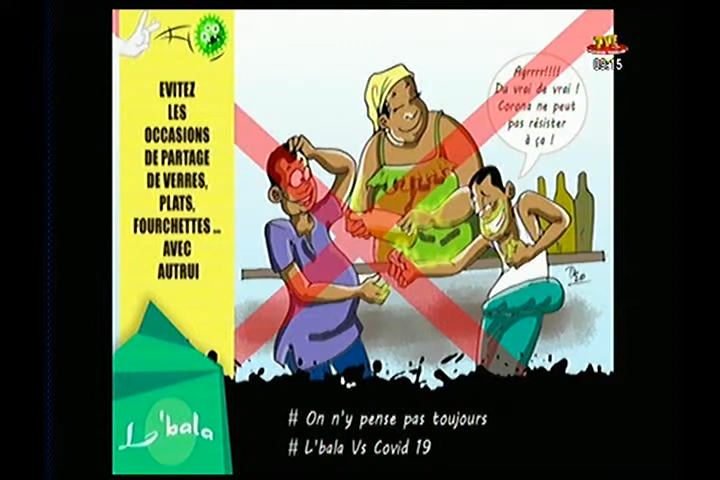 EVITEZ
LES
OCCASIONS
DE PARTAGE
DE VERRES,
PLATS,
FOURCHETTES...
AVEC
AUTRUI
Agrrrr!!!!
Du vrai de vrai !
Corona ne peut
pas résister
à ça !
09:15
L'bala
# On n'y pense pas toujours
# L'bala Vs Covid 19